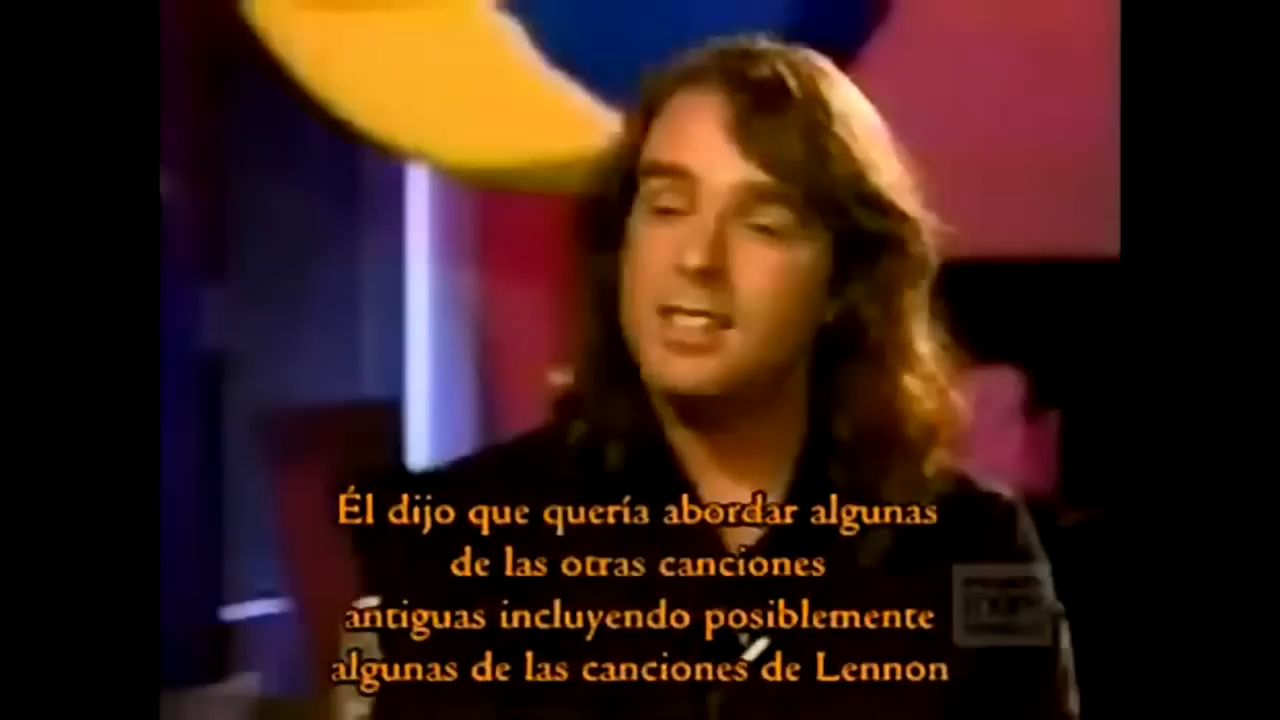 Él dijo que quería abordar algunas
de las otras canciones
antiguas incluyendo posiblemente
algunas de las canciones de Lennon